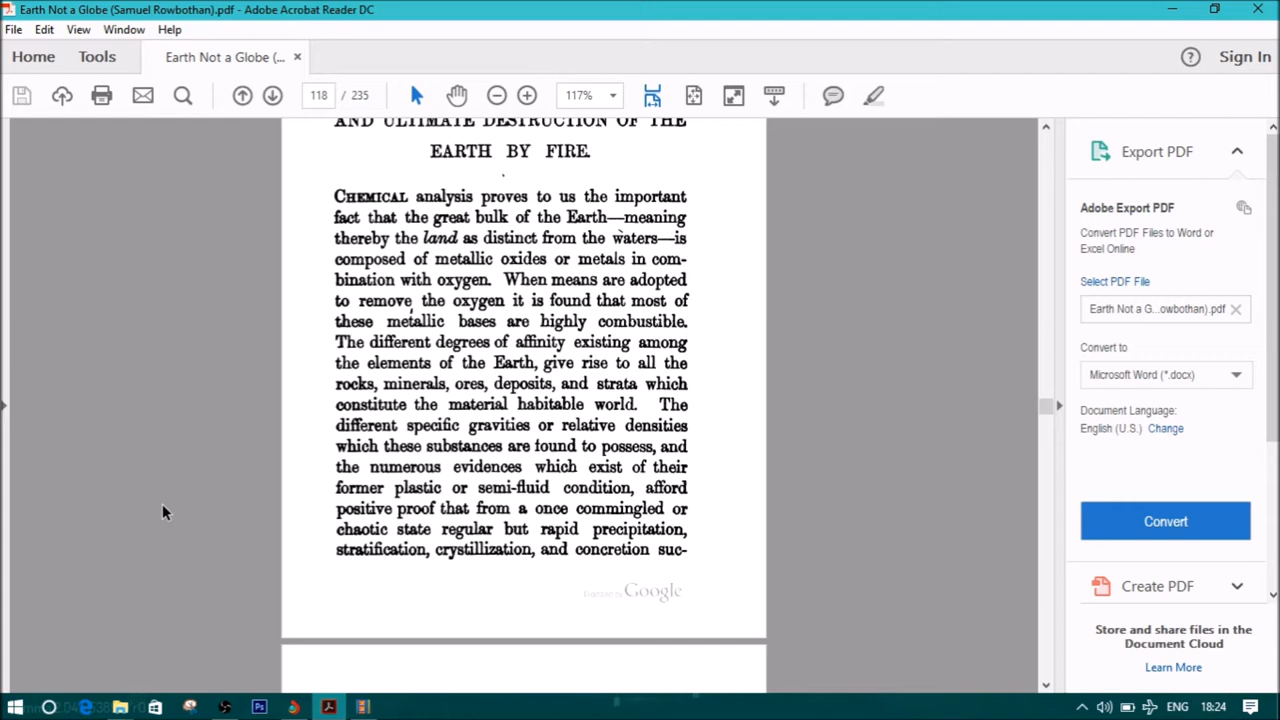 Earth Not a Globe (Samuel Rowbothan).pdf - Adobe Acrobat Reader DC
File Edit View Window Help
Home Tools Earth Not a Globe (... × Sign In
118 / 235 117%
AND ULTIMATE DESTRUCTION OF THE
EARTH BY FIRE.
CHEMICAL analysis proves to us the important
fact that the great bulk of the Earth—meaning
thereby the land as distinct from the waters—is
composed of metallic oxides or metals in com-
bination with oxygen. When means are adopted
to remove the oxygen it is found that most of
these metallic bases are highly combustible.
The different degrees of affinity existing among
the elements of the Earth, give rise to all the
rocks, minerals, ores, deposits, and strata which
constitute the material habitable world. The
different specific gravities or relative densities
which these substances are found to possess, and
the numerous evidences which exist of their
former plastic or semi-fluid condition, afford
positive proof that from a once commingled or
chaotic state regular but rapid precipitation,
stratification, crystillization, and concretion suc-
Digitized by Google
Export PDF
Adobe Export PDF
Convert PDF Files to Word or
Excel Online
Select PDF File
Earth Not a G...owbothan).pdf
Convert to
Microsoft Word (*.docx)
Document Language:
English (U.S.) Change
Convert
Create PDF
Store and share files in the
Document Cloud
Learn More
ENG 18:24